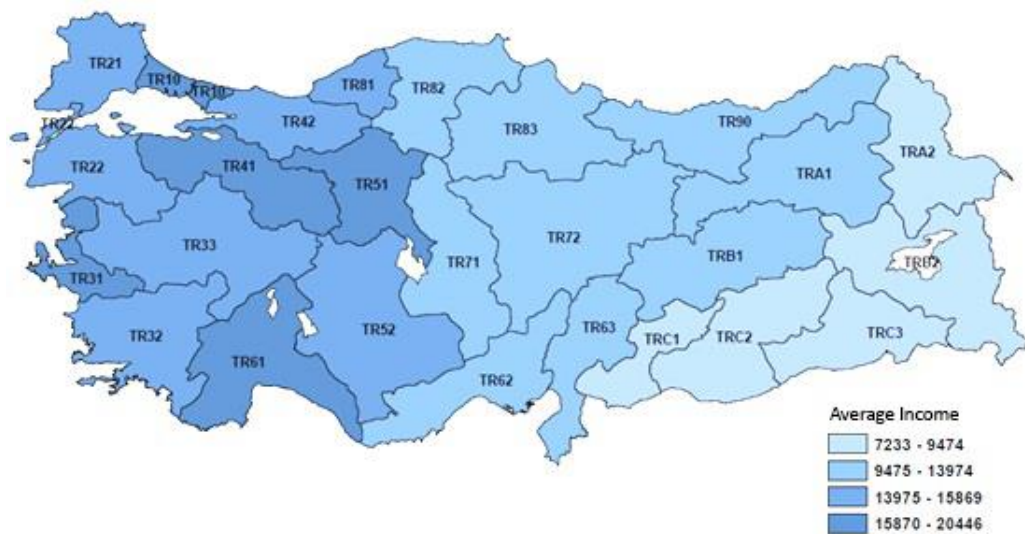 TR21
TR10
TR10
TR81
TR82
TR22
TR42
TR83
TR90
TRA2
TR22
TR41
TR51
TRA1
TR33
TR71
TR72
TRB1
TRB2
TR31
TR32
TR52
TR63
TRC1
TRC2
TRC3
TR61
TR62
Average Income
7233 - 9474
9475 - 13974
13975 - 15869
15870 - 20446